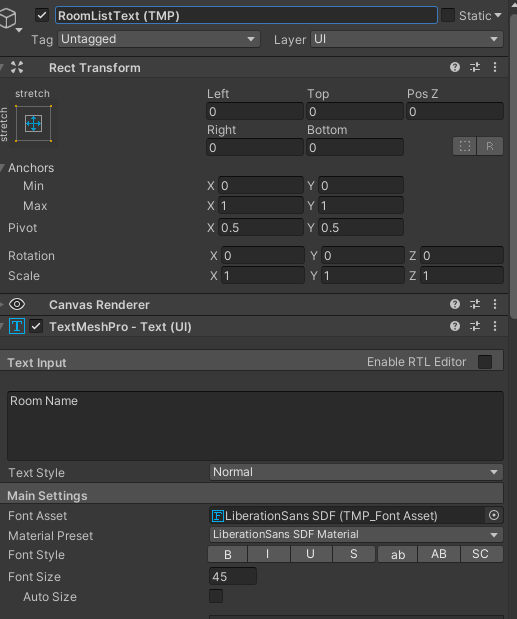 RoomListText (TMP) Static
Tag Untagged Layer UI
Rect Transform
stretch Left Top Pos Z
stretch 0 0 0
Right Bottom
0 0 R
Anchors
Min X 0 Y 0
Max X 1 Y 1
Pivot X 0.5 Y 0.5
Rotation X 0 Y 0 Z 0
Scale X 1 Y 1 Z 1
Canvas Renderer
T TextMeshPro - Text (UI)
Text Input Enable RTL Editor
Room Name
Text Style Normal
Main Settings
Font Asset LiberationSans SDF (TMP_Font Asset)
Material Preset LiberationSans SDF Material
Font Style B I U S ab AB SC
Font Size 45
Auto Size